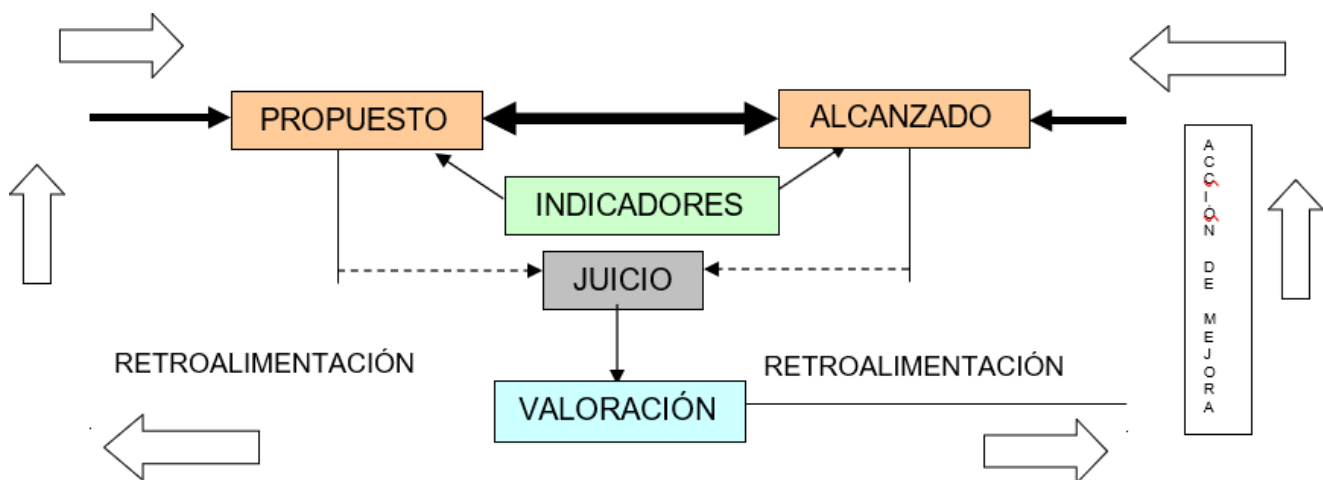 PROPUESTO
ALCANZADO
INDICADORES
JUICIO
RETROALIMENTACIÓN
RETROALIMENTACIÓN
VALORACIÓN
ACCIÓN DE MEJORA